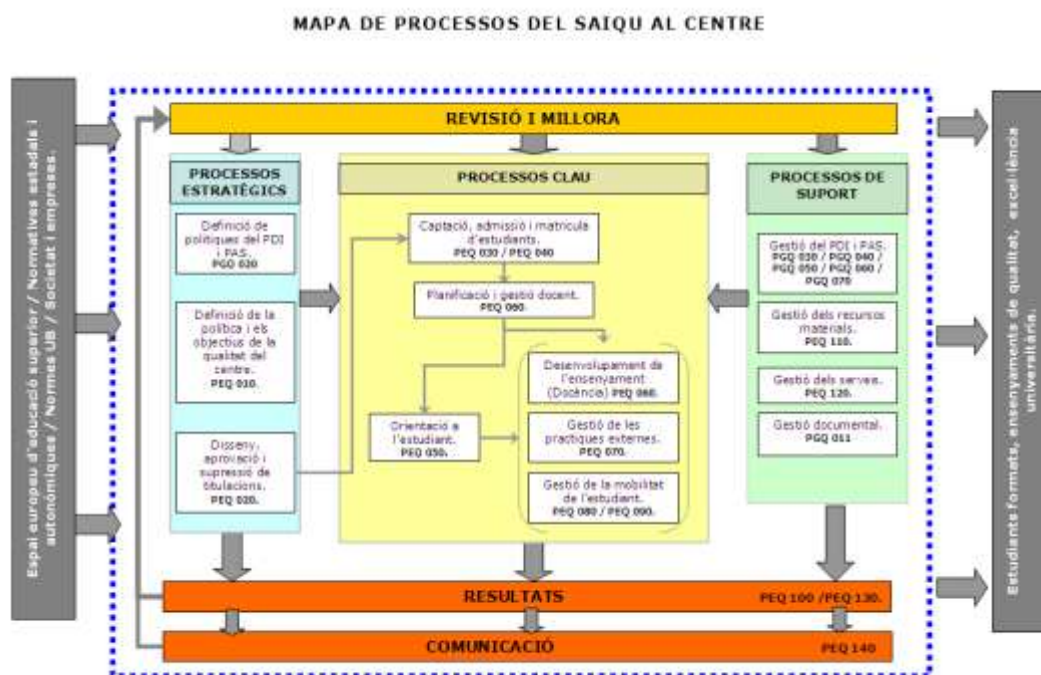 MAPA DE PROCESSOS DEL SAIQU AL CENTRE
Espai europeu d'educació superior / Normatives estadals i
autonòmiques / Normes UB / Societat i empreses.
REVISIÓ I MILLORA
PROCESSOS
ESTRATÈGICS
Definició de
polítiques del PDI
i PAS.
PGQ 020
Definició de la
política i els
objectius de
la qualitat del
centre.
PEQ 010.
Disseny,
aprovació i
supressió de
titulacions.
PEQ 020.
PROCESSOS CLAU
Captació, admissió i matrícula
d'estudiants.
PEQ 030 / PEQ 040
Planificació i gestió docent.
PEQ 060.
Orientació a
l'estudiant.
PEQ 050.
Desenvolupament de
l'ensenyament
(Docència) PEQ 060.
Gestió de les
pràctiques externes.
PEQ 070.
Gestió de la mobilitat
de l'estudiant.
PEQ 080 / PEQ 090.
PROCESSOS DE
SUPORT
Gestió del PDI i PAS.
PGQ 030 / PGQ 040 /
PGQ 050 / PGQ 060 /
PGQ 070
Gestió dels recursos
materials.
PEQ 110.
Gestió dels serveis.
PEQ 120.
Gestió documental.
PGQ 011
RESULTATS
PEQ 100 /PEQ 130.
COMUNICACIÓ
PEQ 140
Estudiants formats, ensenyaments de qualitat, excel·lència
universitària.